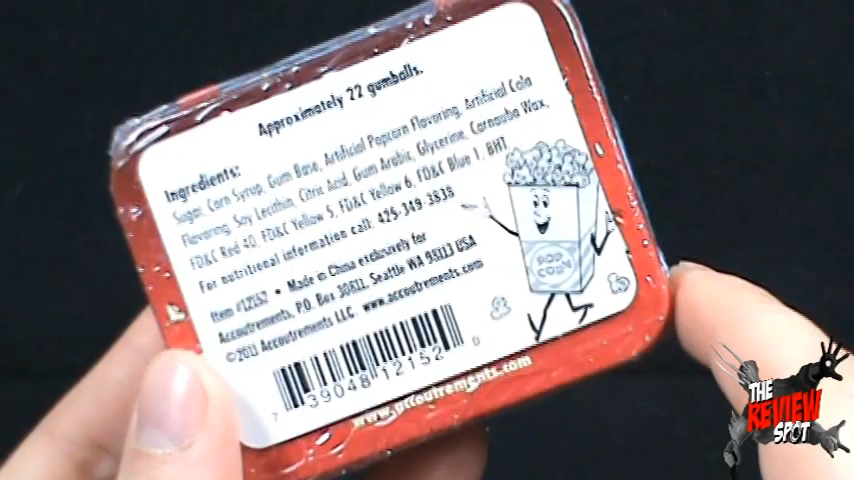 Approximately 22 gumballs.
Ingredients:
Sugar, Corn Syrup, Gum Base, Artificial Popcorn Flavoring, Artificial Cola
Flavoring, Soy Lecithin, Citric Acid, Gum Arabic, Glycerine, Carnauba Wax,
FD&C Red 40, FD&C Yellow 5, FD&C Yellow 6, FD&C Blue 1, BHT
For nutritional information call: 425-349-3838
Item #12152 • Made in China exclusively for
Accoutrements, P.O. Box 30811, Seattle WA 98113 USA
©2011 Accoutrements LLC www.accoutrements.com
POP
CORN
7 39048 12152 0
www.accoutrements.com
THE
REVIEW
SPOT